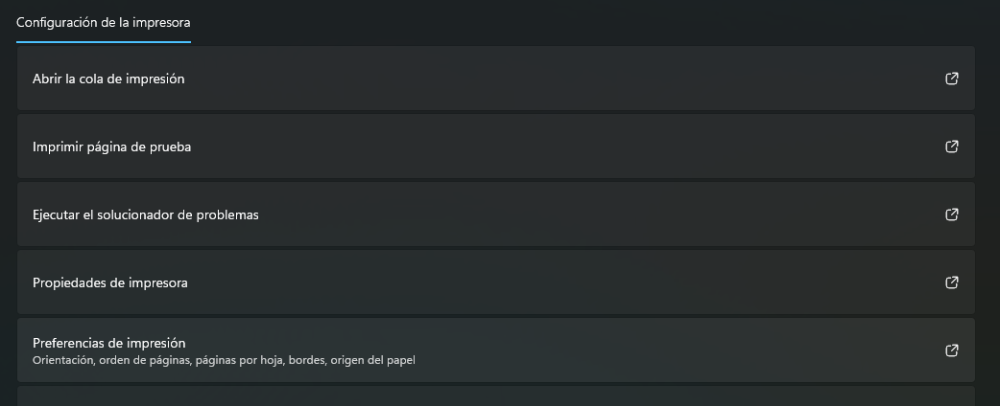 Configuración de la impresora
Abrir la cola de impresión
Imprimir página de prueba
Ejecutar el solucionador de problemas
Propiedades de impresora
Preferencias de impresión
Orientación, orden de páginas, páginas por hoja, bordes, origen del papel